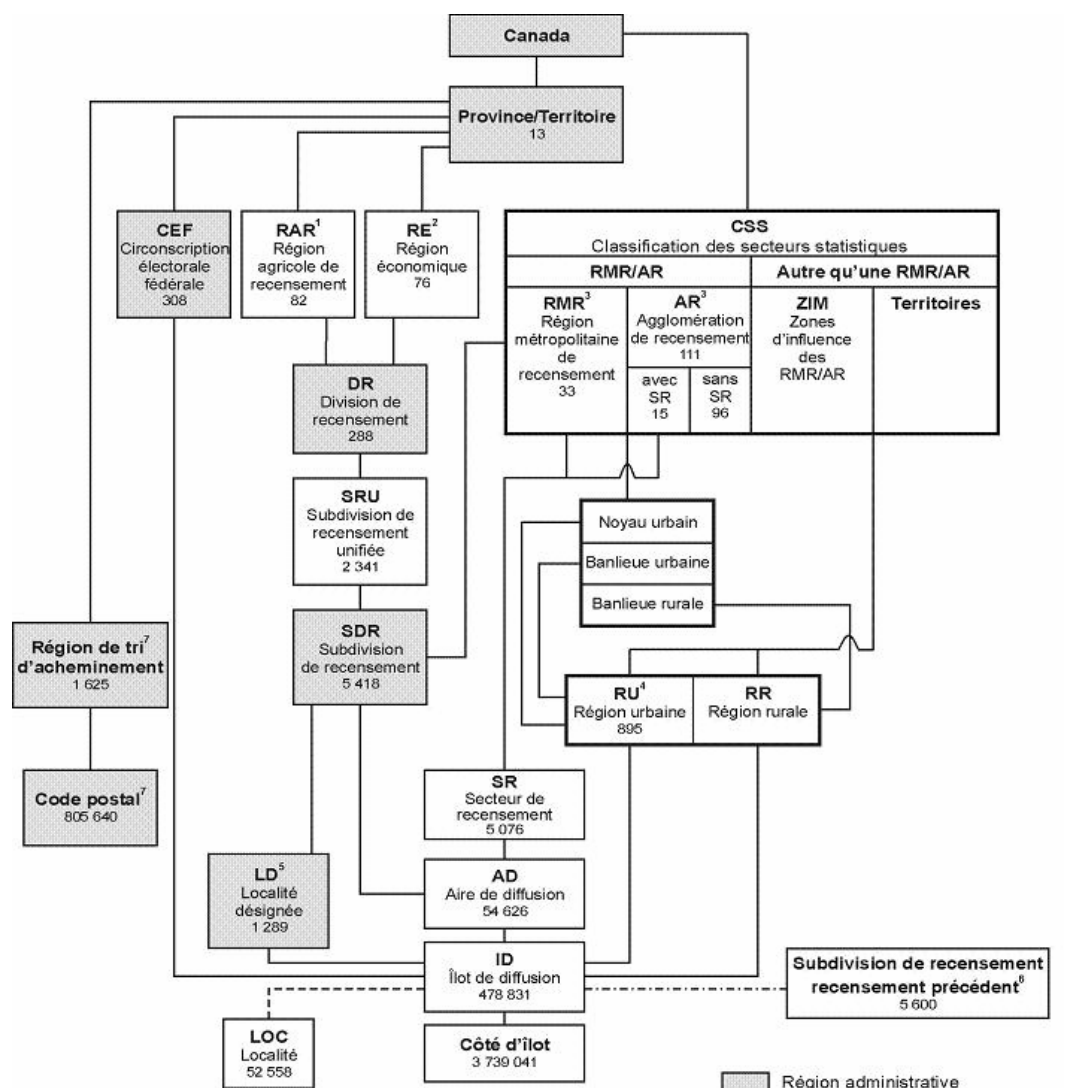 Canada
Province/Territoire
13
CEF
Circonscription
électorale
fédérale
308
RAR¹
Région
agricole de
recensement
82
RE²
Région
économique
76
CSS
Classification des secteurs statistiques
RMR/AR
Autre qu'une RMR/AR
RMR³
Région
métropolitaine
de
recensement
33
AR³
Agglomération
de recensement
111
avec
SR
15
sans
SR
96
ZIM
Zones
d'influence
des
RMR/AR
Territoires
DR
Division de
recensement
288
SRU
Subdivision de
recensement
unifiée
2 341
Noyau urbain
Banlieue urbaine
Banlieue rurale
Région de tri⁷
d'acheminement
1 625
SDR
Subdivision
de recensement
5 418
RU⁴
Région urbaine
895
RR
Région rurale
Code postal⁷
805 640
SR
Secteur de
recensement
5 076
LD⁵
Localité
désignée
1 289
AD
Aire de diffusion
54 626
ID
Îlot de diffusion
478 831
Subdivision de recensement
recensement précédent⁶
5 600
LOC
Localité
52 558
Côté d'îlot
3 739 041
Région administrative